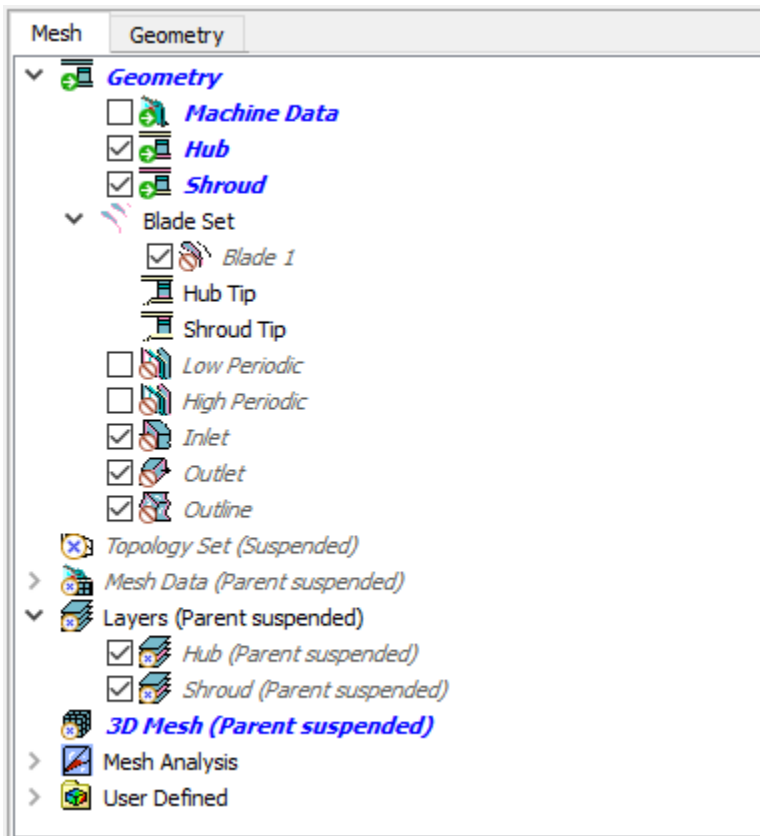 Mesh Geometry
Geometry
Machine Data
Hub
Shroud
Blade Set
Blade 1
Hub Tip
Shroud Tip
Low Periodic
High Periodic
Inlet
Outlet
Outline
Topology Set (Suspended)
Mesh Data (Parent suspended)
Layers (Parent suspended)
Hub (Parent suspended)
Shroud (Parent suspended)
3D Mesh (Parent suspended)
Mesh Analysis
User Defined